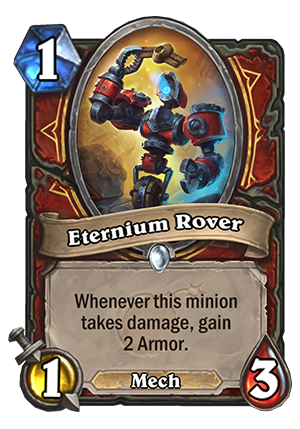 1
Eternium Rover
Whenever this minion
takes damage, gain
2 Armor.
1
Mech
3